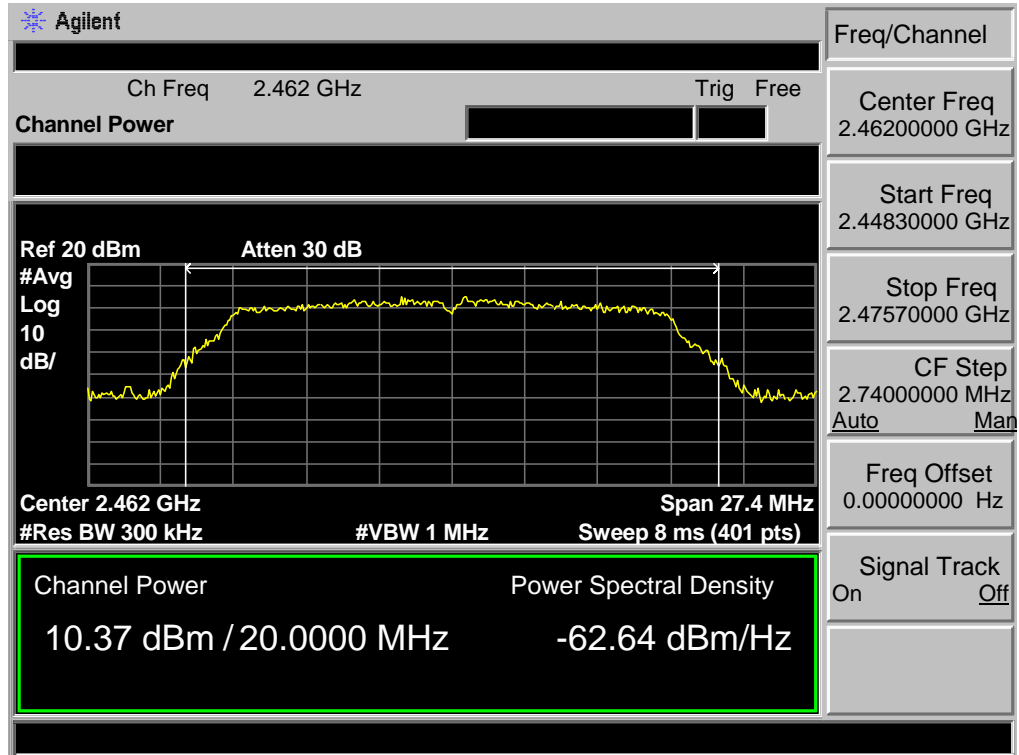 Agilent
Freq/Channel
Ch Freq 2.462 GHz Trig Free
Channel Power
Center Freq
2.46200000 GHz
Start Freq
2.44830000 GHz
Stop Freq
2.47570000 GHz
CF Step
2.74000000 MHz
Auto Man
Freq Offset
0.00000000 Hz
Signal Track
On Off
Ref 20 dBm Atten 30 dB
#Avg
Log
10
dB/
Center 2.462 GHz Span 27.4 MHz
#Res BW 300 kHz #VBW 1 MHz Sweep 8 ms (401 pts)
Channel Power Power Spectral Density
10.37 dBm / 20.0000 MHz -62.64 dBm/Hz